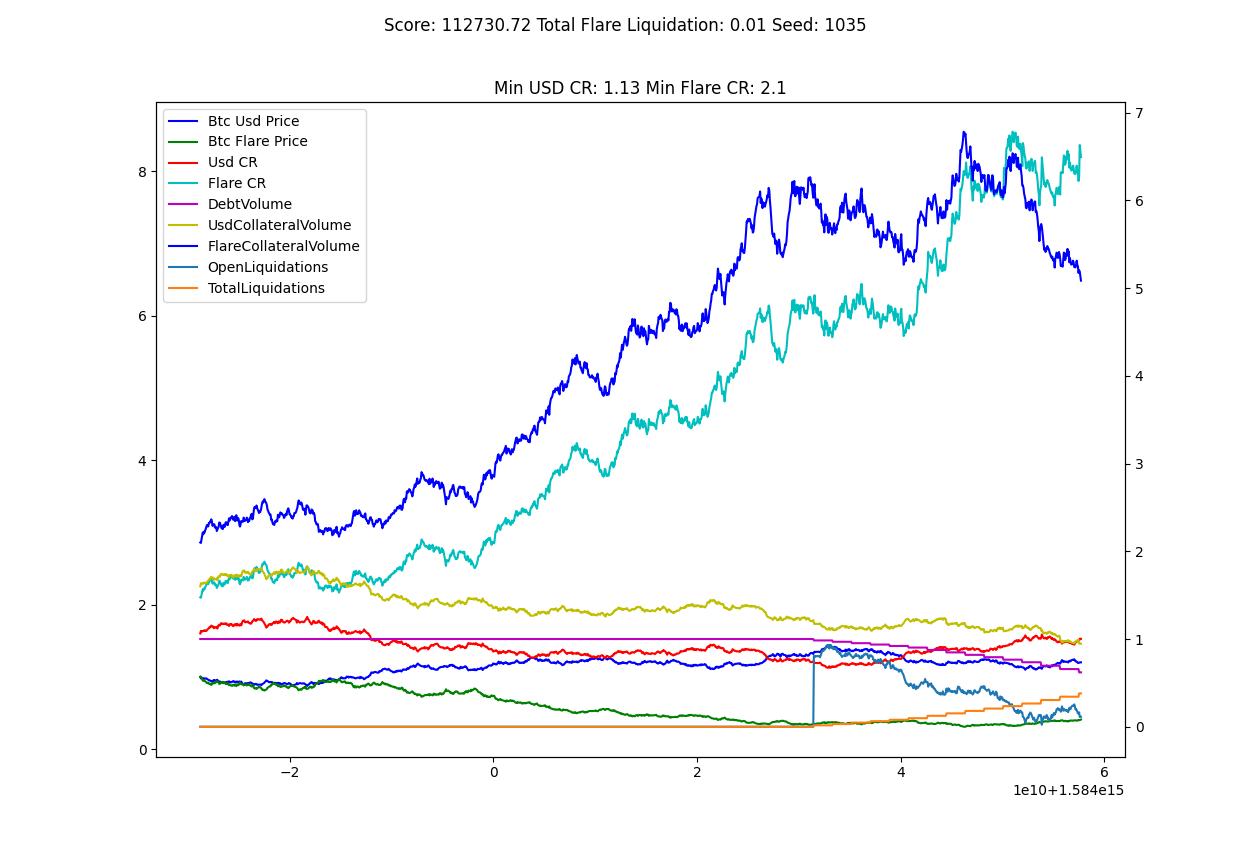 Score: 112730.72 Total Flare Liquidation: 0.01 Seed: 1035
Min USD CR: 1.13 Min Flare CR: 2.1
Btc Usd Price
Btc Flare Price
Usd CR
Flare CR
DebtVolume
UsdCollateralVolume
FlareCollateralVolume
OpenLiquidations
TotalLiquidations
8
6
4
2
0
7
6
5
4
3
2
1
0
−2 0 2 4 6
1e10+1.584e15